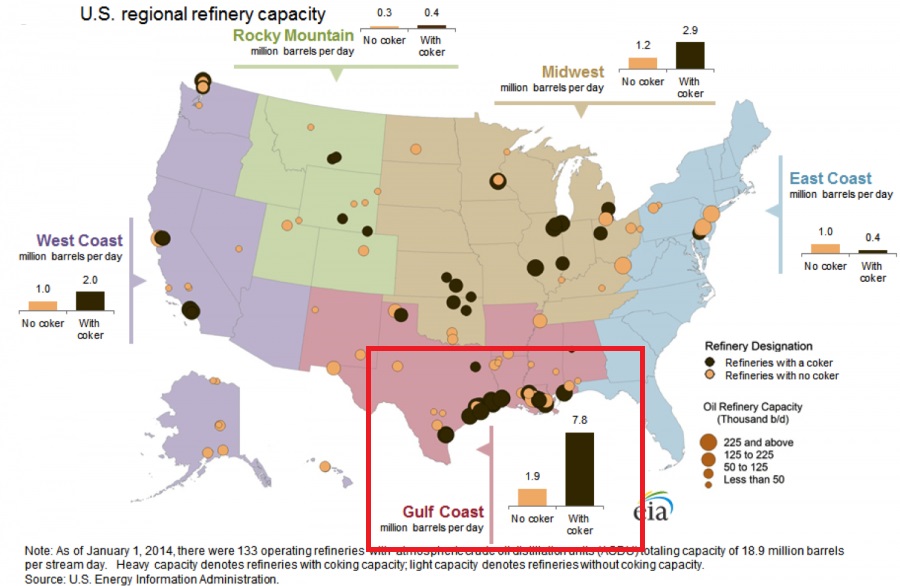 U.S. regional refinery capacity
Rocky Mountain
million barrels per day
0.3 0.4
No coker With coker
Midwest
million barrels per day
1.2 2.9
No coker With coker
East Coast
million barrels per day
1.0 0.4
No coker With coker
West Coast
million barrels per day
1.0 2.0
No coker With coker
Refinery Designation
Refineries with a coker
Refineries with no coker
Oil Refinery Capacity
(Thousand b/d)
225 and above
125 to 225
50 to 125
Less than 50
Gulf Coast
million barrels per day
1.9 7.8
No coker With coker
eia
Note: As of January 1, 2014, there were 133 operating refineries with atmospheric crude oil distillation units totaling capacity of 18.9 million barrels
per stream day. Heavy capacity denotes refineries with coking capacity; light capacity denotes refineries without coking capacity.
Source: U.S. Energy Information Administration.